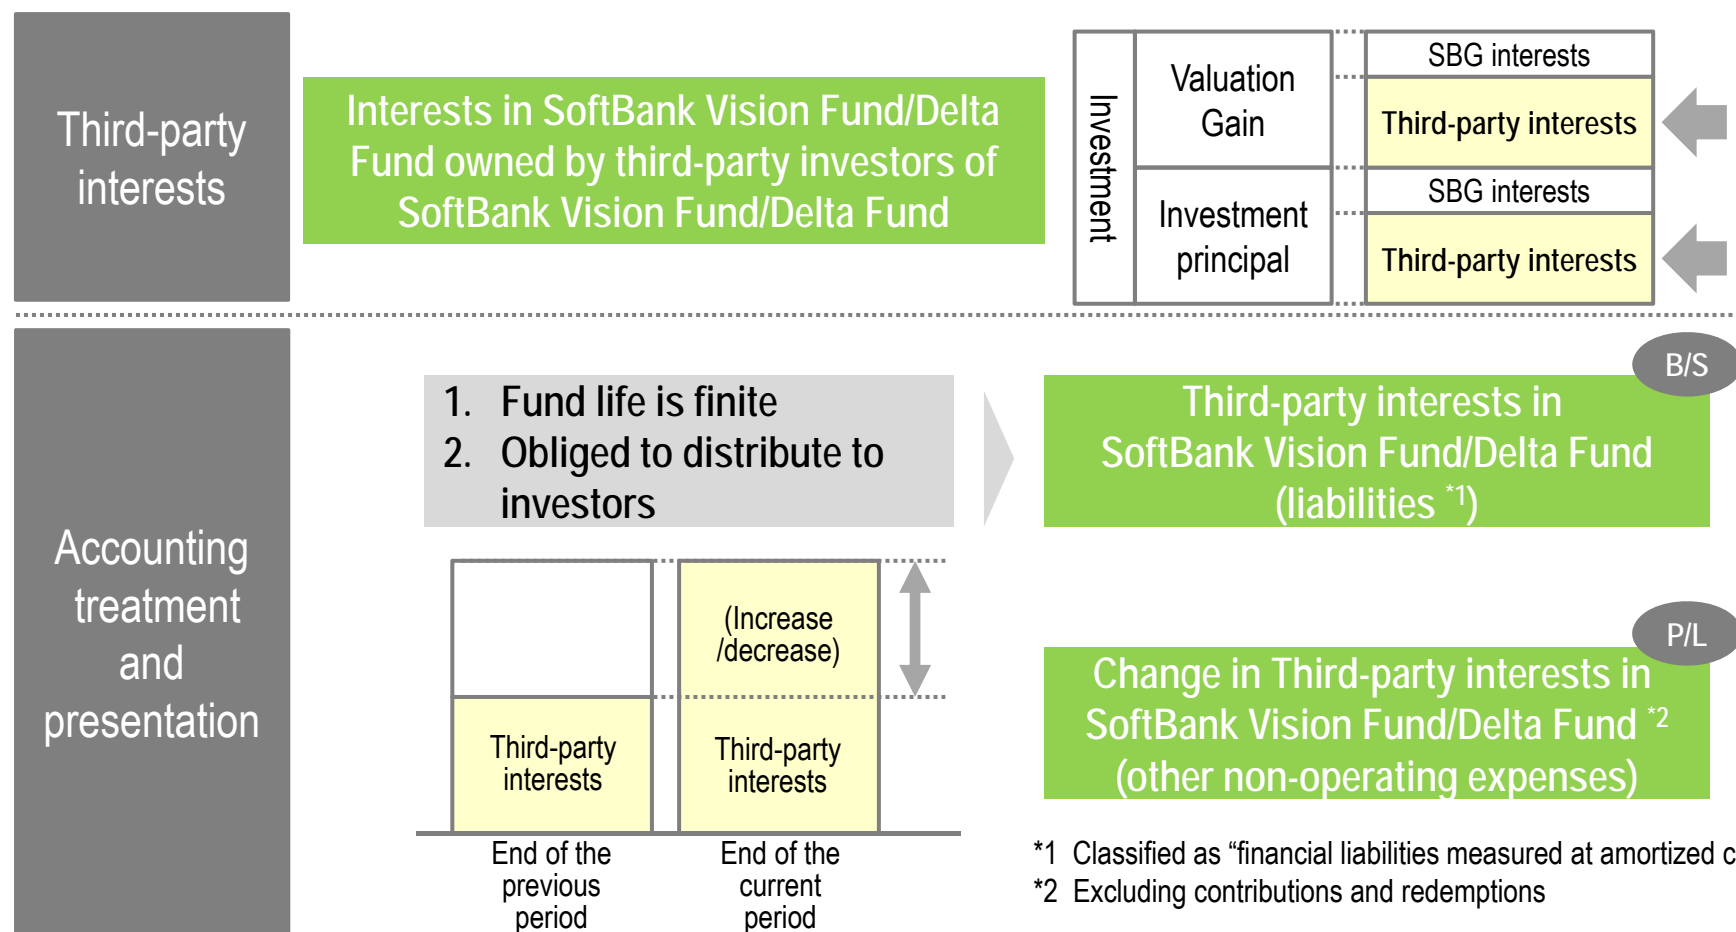 Third-party
interests
Interests in SoftBank Vision Fund/Delta
Fund owned by third-party investors of
SoftBank Vision Fund/Delta Fund
Investment
Valuation
Gain
Investment
principal
SBG interests
Third-party interests
SBG interests
Third-party interests
Accounting
treatment
and
presentation
1. Fund life is finite
2. Obliged to distribute to
investors
B/S
Third-party interests in
SoftBank Vision Fund/Delta Fund
(liabilities *1)
(Increase
/decrease)
Third-party
interests
Third-party
interests
End of the
previous
period
End of the
current
period
P/L
Change in Third-party interests in
SoftBank Vision Fund/Delta Fund *2
(other non-operating expenses)
*1 Classified as “financial liabilities measured at amortized
*2 Excluding contributions and redemptions